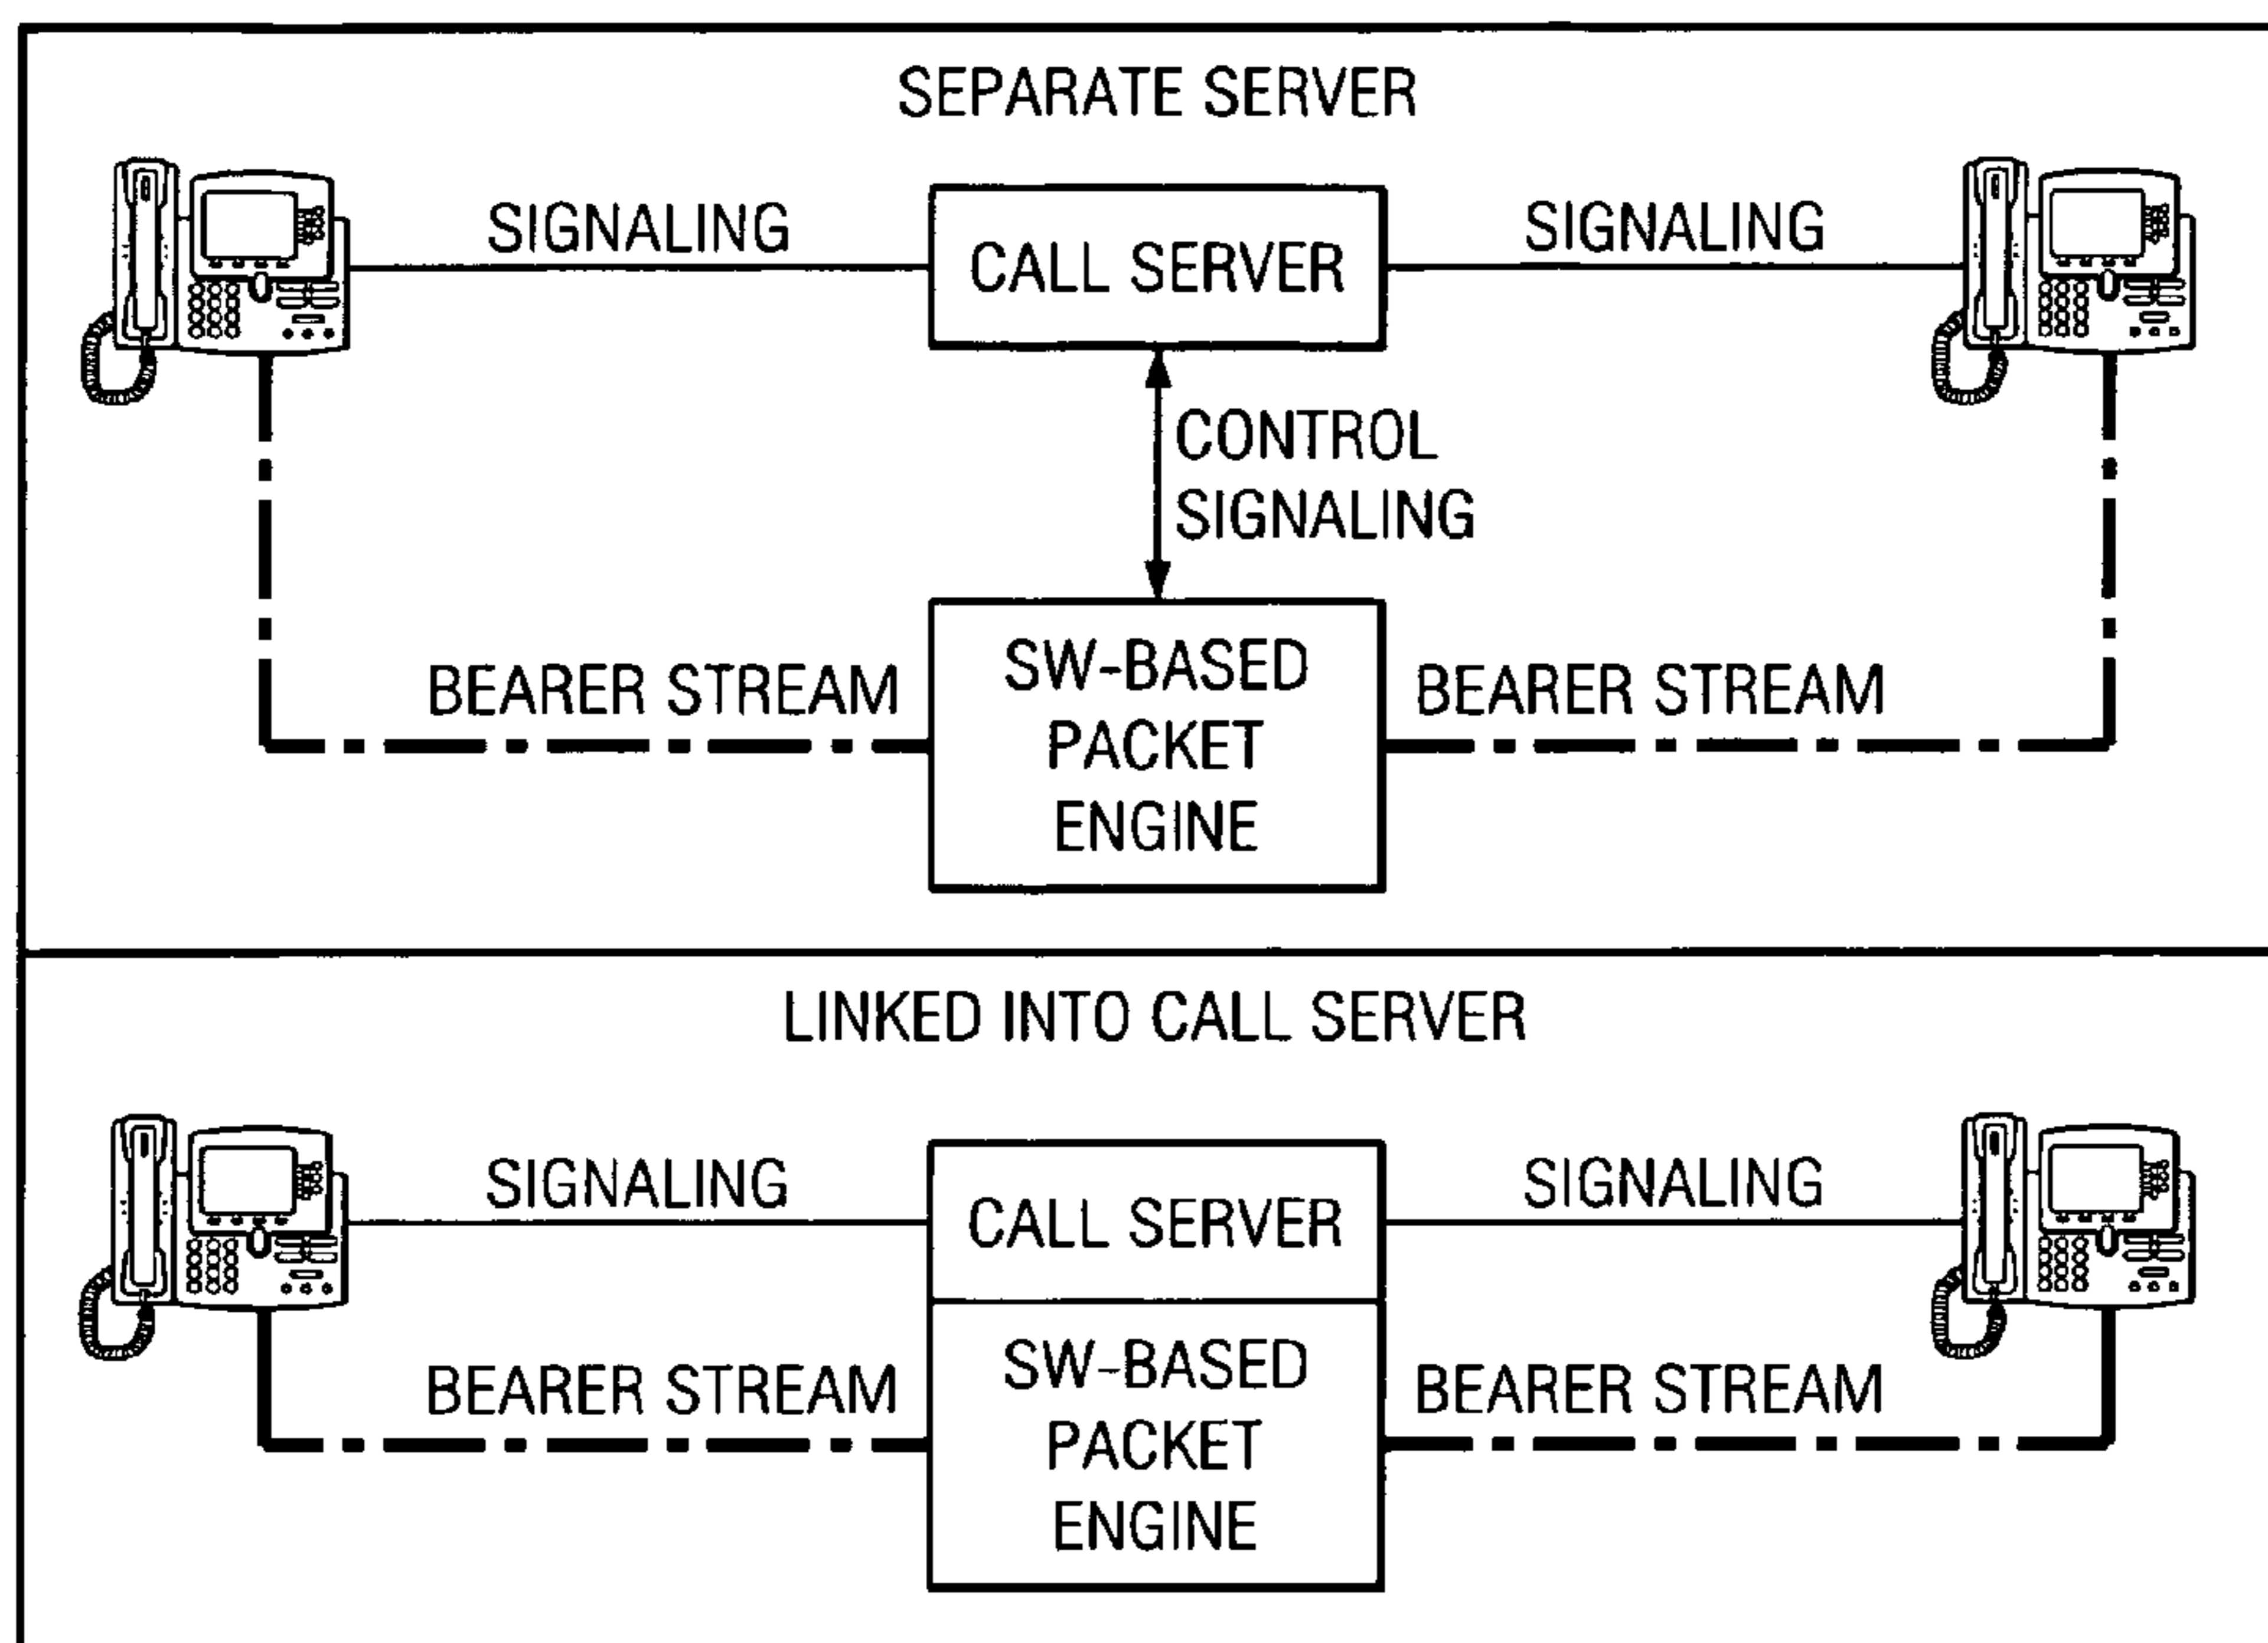 SEPARATE SERVER
SIGNALING
CALL SERVER
SIGNALING
CONTROL
SIGNALING
BEARER STREAM
SW-BASED
PACKET
ENGINE
BEARER STREAM
LINKED INTO CALL SERVER
SIGNALING
CALL SERVER
SIGNALING
BEARER STREAM
SW-BASED
PACKET
ENGINE
BEARER STREAM